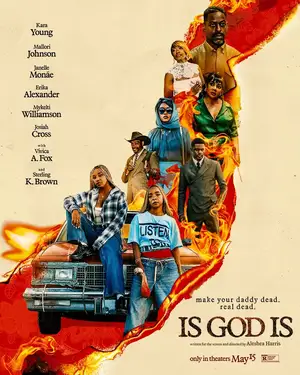 Kara
Young
Mallori
Johnson
Janelle
Monáe
Erika
Alexander
Mykelti
Williamson
Josiah
Cross
with
Vivica
A. Fox
and
Sterling
K. Brown
LISTEN
make your daddy dead.
real dead.
IS GOD IS
written for the screen and directed by Aleshea Harris
only in theaters May 15
R